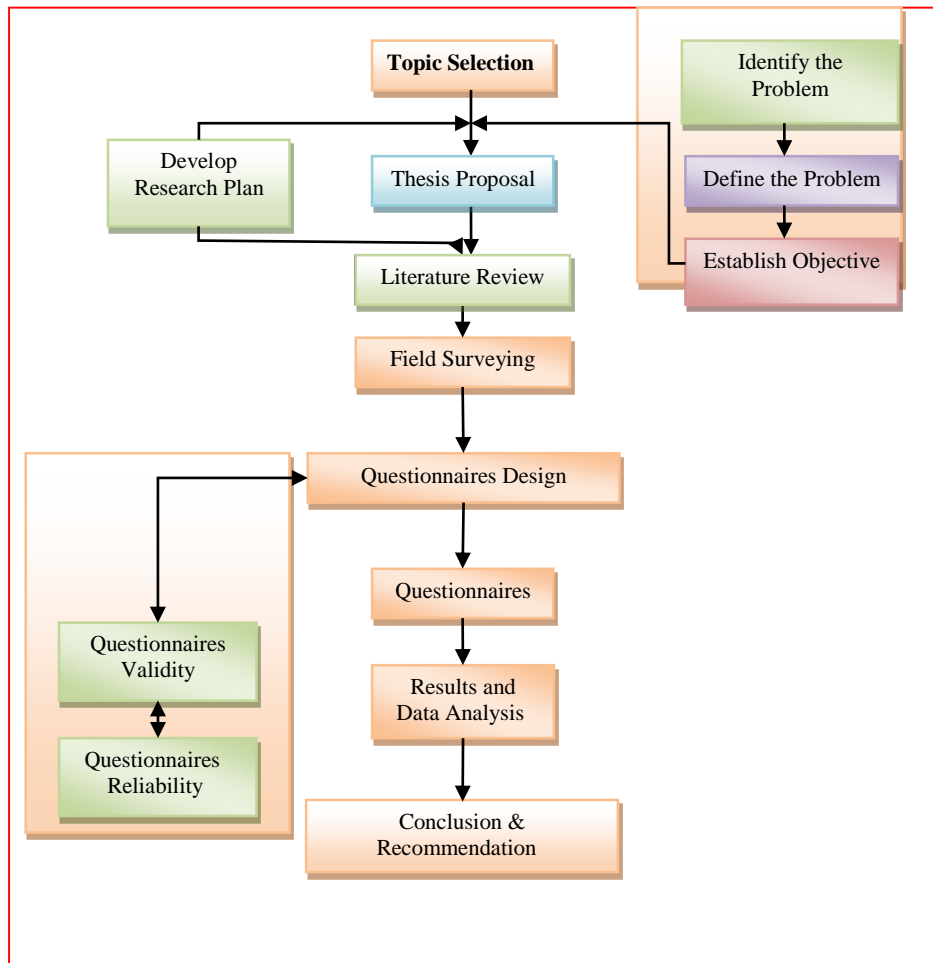 Topic Selection
Identify the
Problem
Develop
Research Plan
Thesis Proposal
Define the Problem
Literature Review
Establish Objective
Field Surveying
Questionnaires Design
Questionnaires
Questionnaires
Validity
Results and
Data Analysis
Questionnaires
Reliability
Conclusion &
Recommendation